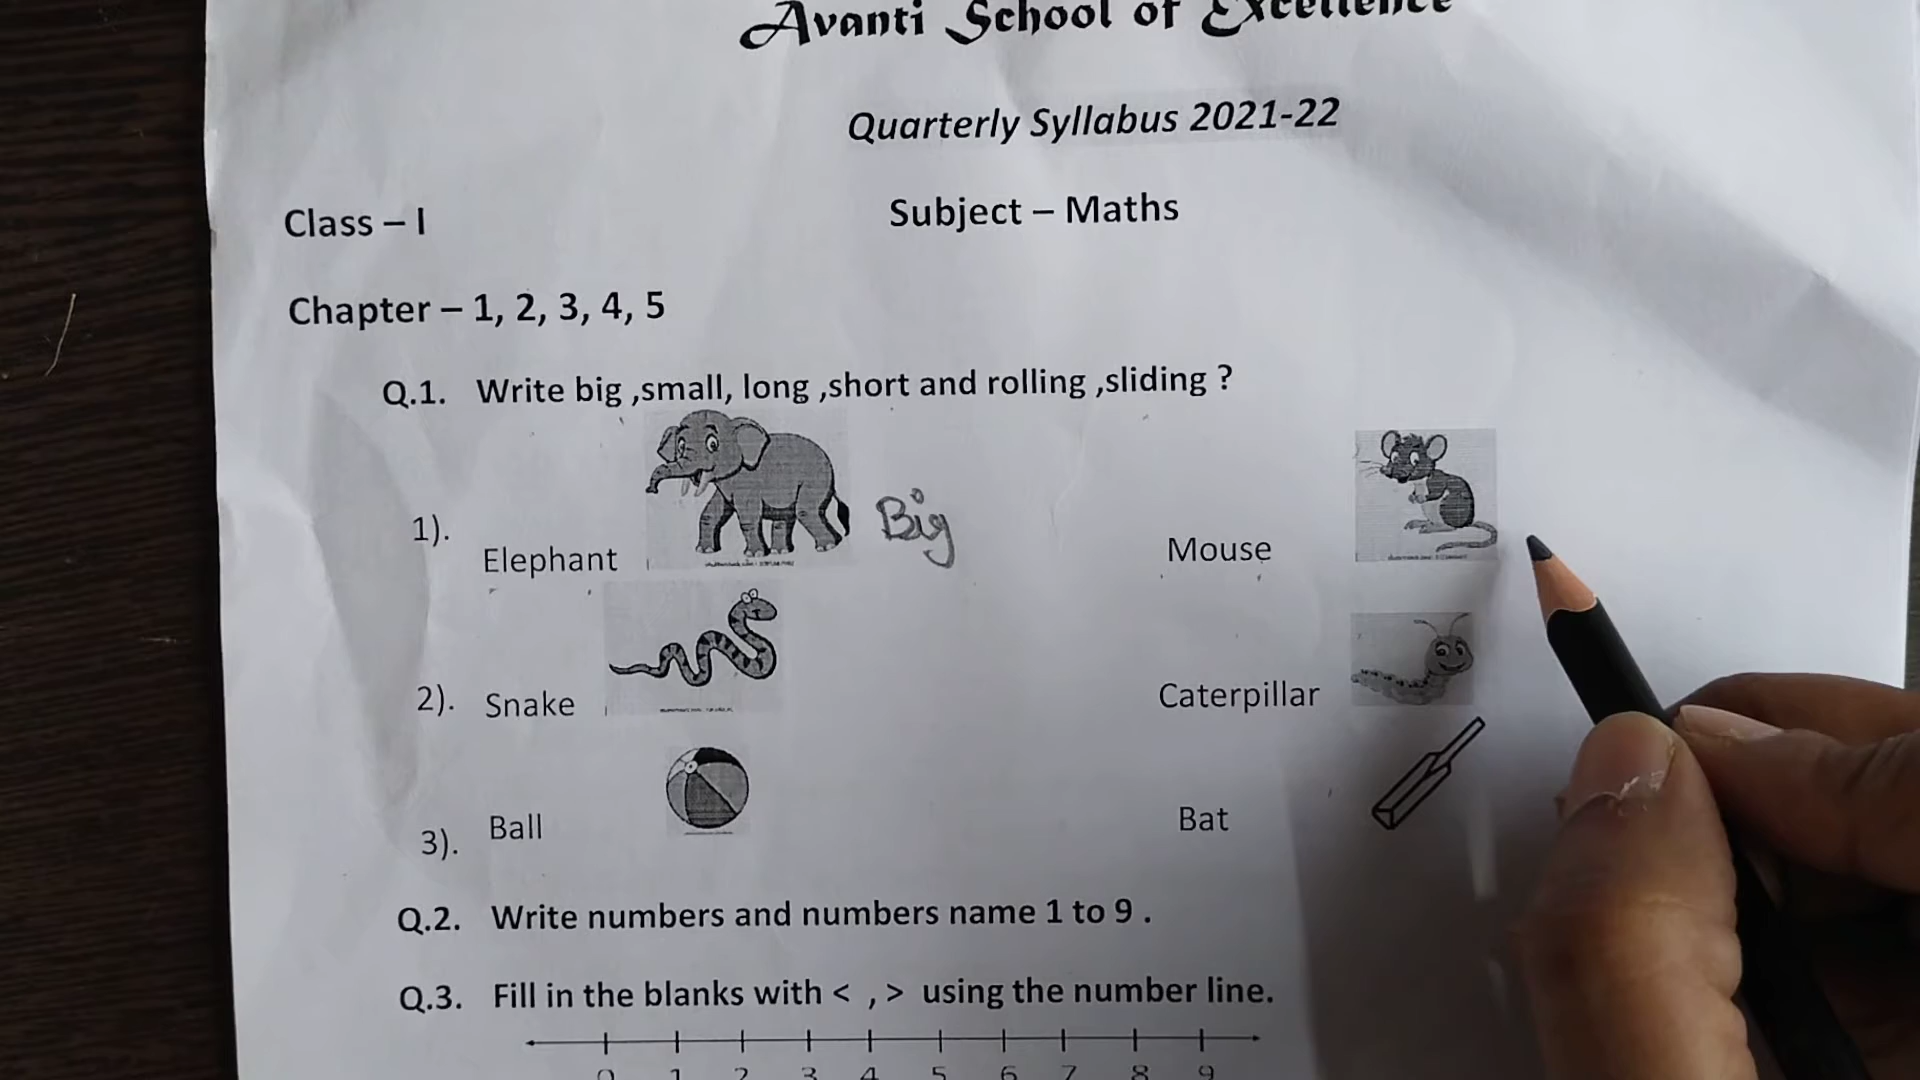 Avanti School of Excellence
Quarterly Syllabus 2021-22
Class – I
Subject – Maths
Chapter – 1, 2, 3, 4, 5
Q.1. Write big ,small, long ,short and rolling ,sliding ?
1). Elephant Big Mouse
2). Snake Caterpillar
3). Ball Bat
Q.2. Write numbers and numbers name 1 to 9 .
Q.3. Fill in the blanks with < , > using the number line.
0 1 2 3 4 5 6 7 8 9